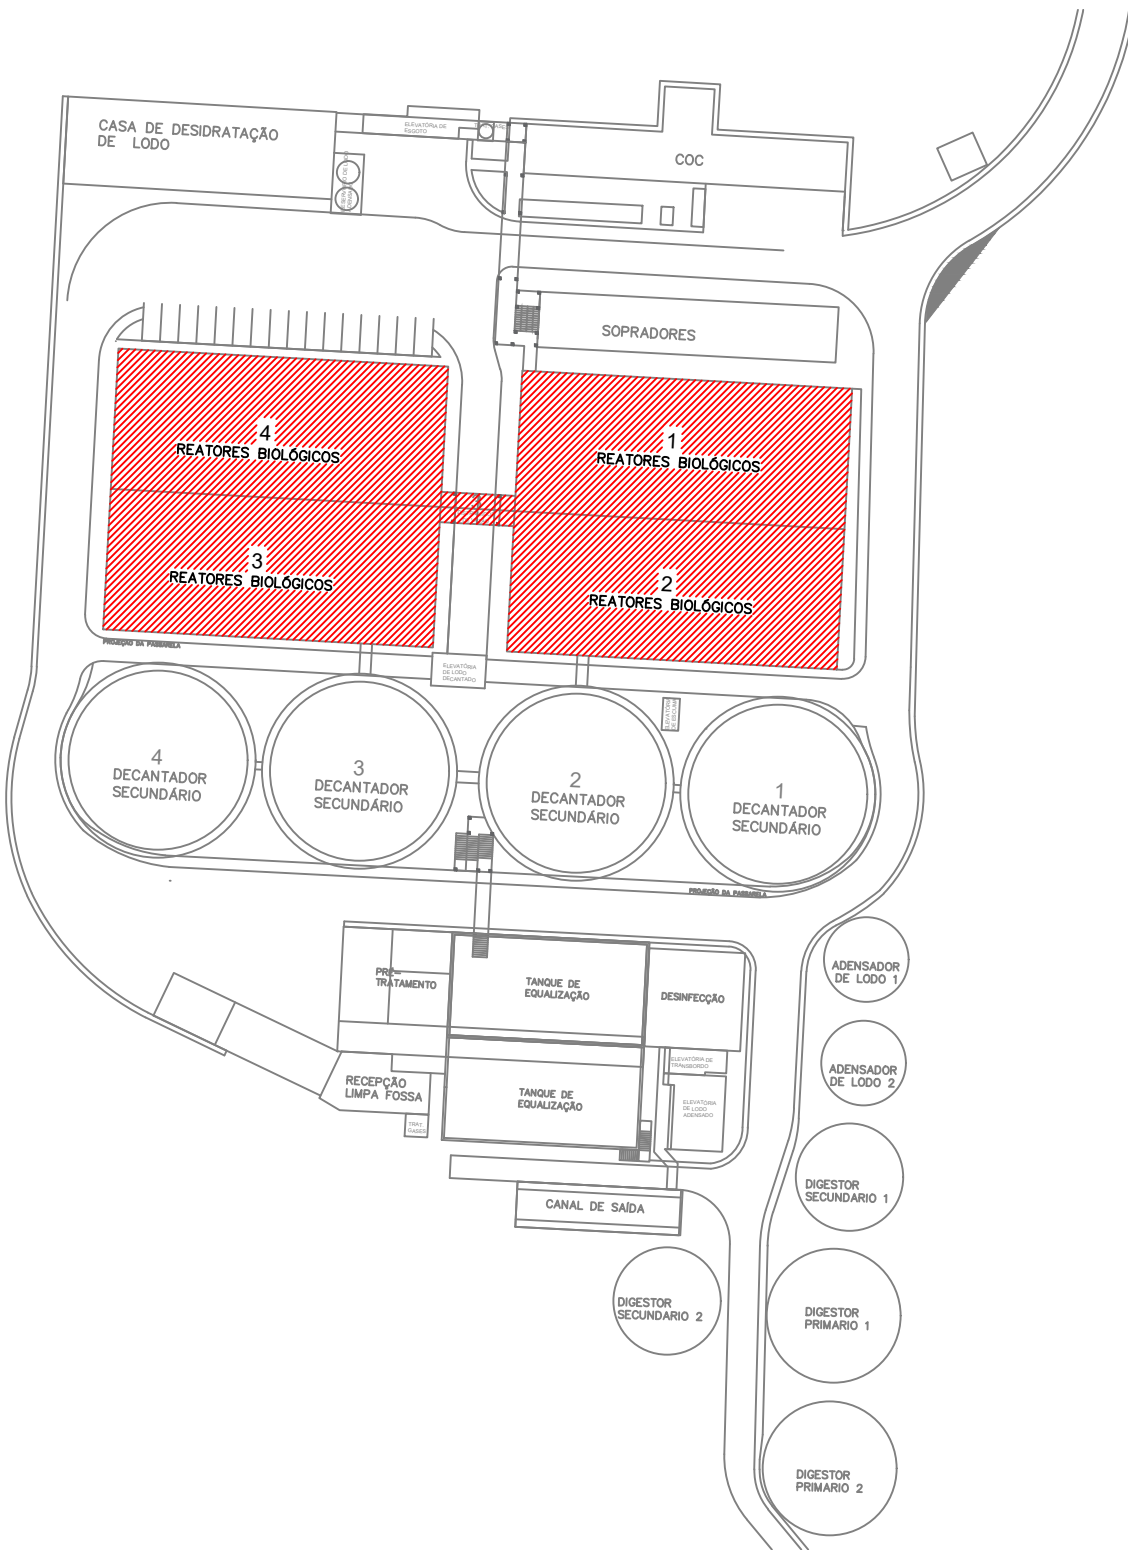 CASA DE DESIDRATAÇÃO
DE LODO
ELEVATÓRIA DE
ESGOTO
COC
SOPRADORES
4
REATORES BIOLÓGICOS
1
REATORES BIOLÓGICOS
3
REATORES BIOLÓGICOS
2
REATORES BIOLÓGICOS
PROJEÇÃO DA PASSARELA
ELEVATÓRIA
DE LODO
DECANTADO
ELEVATÓRIA
DE ESCUMA
4
DECANTADOR
SECUNDÁRIO
3
DECANTADOR
SECUNDÁRIO
2
DECANTADOR
SECUNDÁRIO
1
DECANTADOR
SECUNDÁRIO
PROJEÇÃO DA PASSARELA
PRÉ-
TRATAMENTO
TANQUE DE
EQUALIZAÇÃO
DESINFECÇÃO
ADENSADOR
DE LODO 1
ELEVATÓRIA DE
TRANSBORDO
ADENSADOR
DE LODO 2
RECEPÇÃO
LIMPA FOSSA
TANQUE DE
EQUALIZAÇÃO
ELEVATÓRIA
DE LODO
ADENSADO
TRAT.
GASES
CANAL DE SAÍDA
DIGESTOR
SECUNDARIO 1
DIGESTOR
SECUNDARIO 2
DIGESTOR
PRIMARIO 1
DIGESTOR
PRIMARIO 2